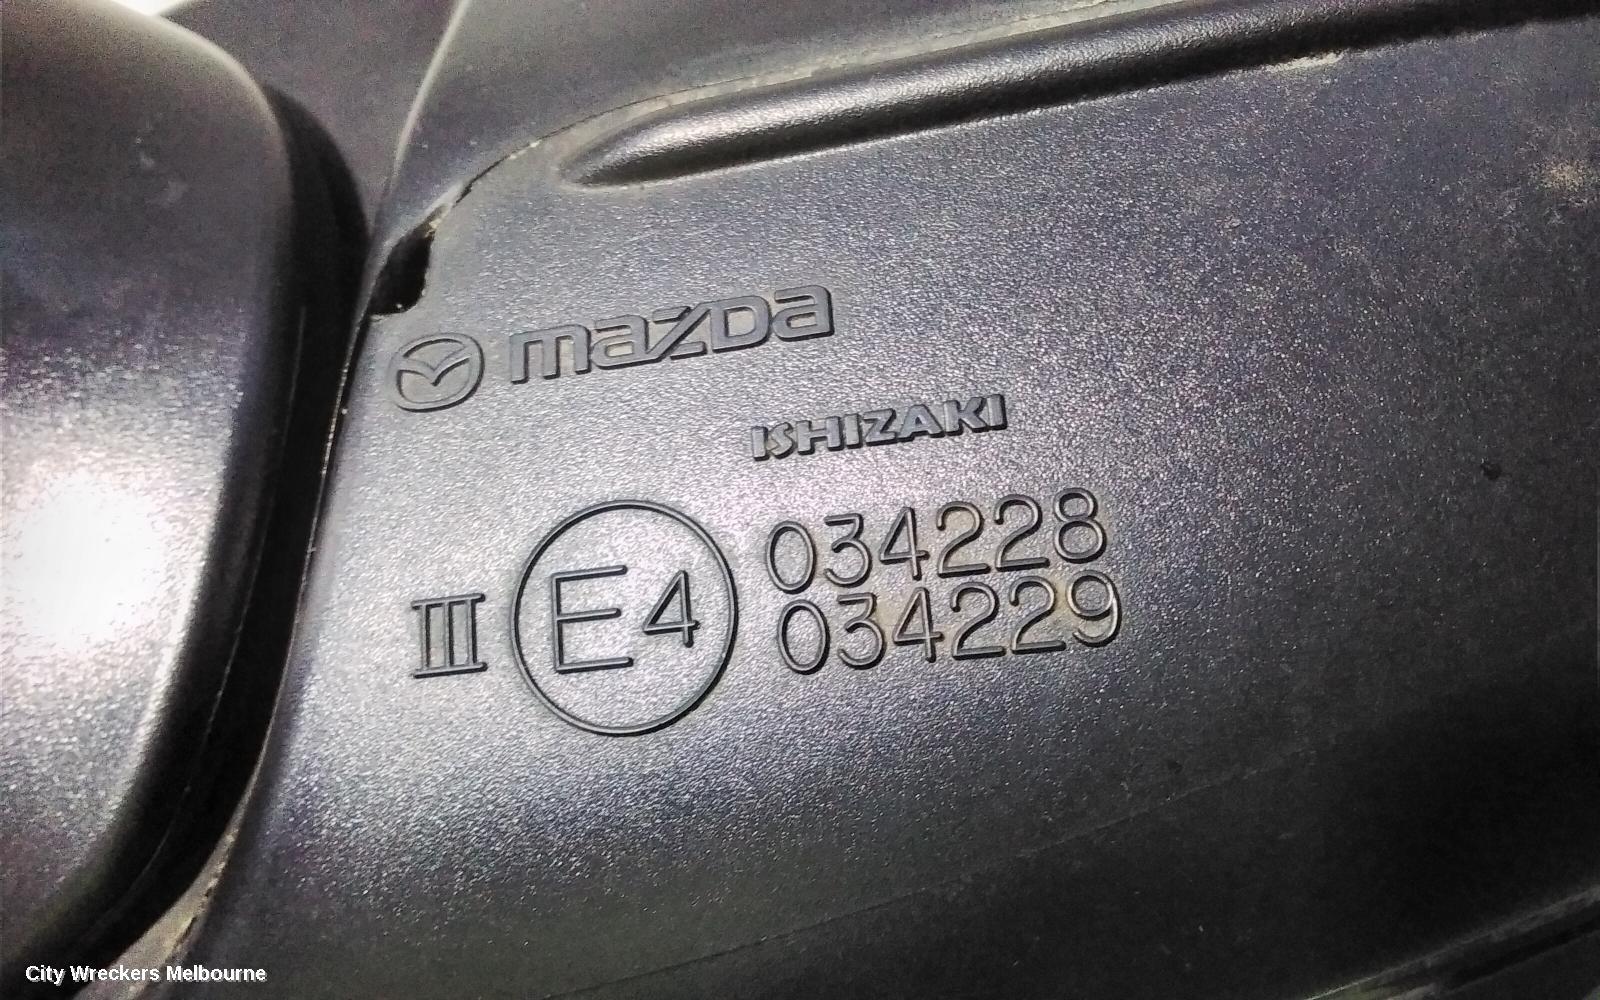 mazda
ISHIZAKI
III E4 034228
034229
City Wreckers Melbourne